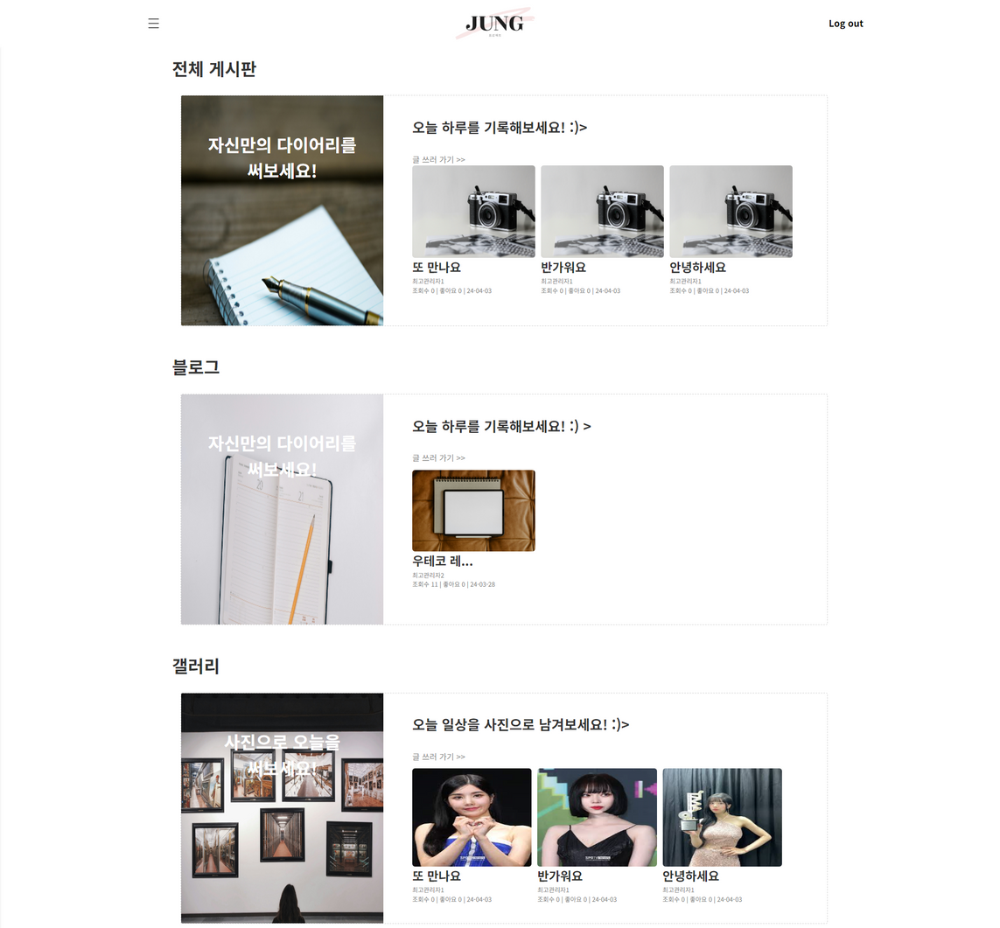 JUNG
Log out
전체 게시판
자신만의 다이어리를
써보세요!
오늘 하루를 기록해보세요! :)>
글 쓰러 가기 >>
또 만나요
최고관리자1
조회수 0 | 좋아요 0 | 24-04-03
반가워요
최고관리자1
조회수 0 | 좋아요 0 | 24-04-03
안녕하세요
최고관리자1
조회수 0 | 좋아요 0 | 24-04-03
블로그
자신만의 다이어리를
써보세요!
20
21
오늘 하루를 기록해보세요! :) >
글 쓰러 가기 >>
우테코 레...
최고관리자2
조회수 11 | 좋아요 0 | 24-03-28
갤러리
사진으로 오늘을
써보세요!
오늘 일상을 사진으로 남겨보세요! :)>
글 쓰러 가기 >>
또 만나요
최고관리자1
조회수 0 | 좋아요 0 | 24-04-03
반가워요
최고관리자1
조회수 0 | 좋아요 0 | 24-04-03
안녕하세요
최고관리자1
조회수 0 | 좋아요 0 | 24-04-03